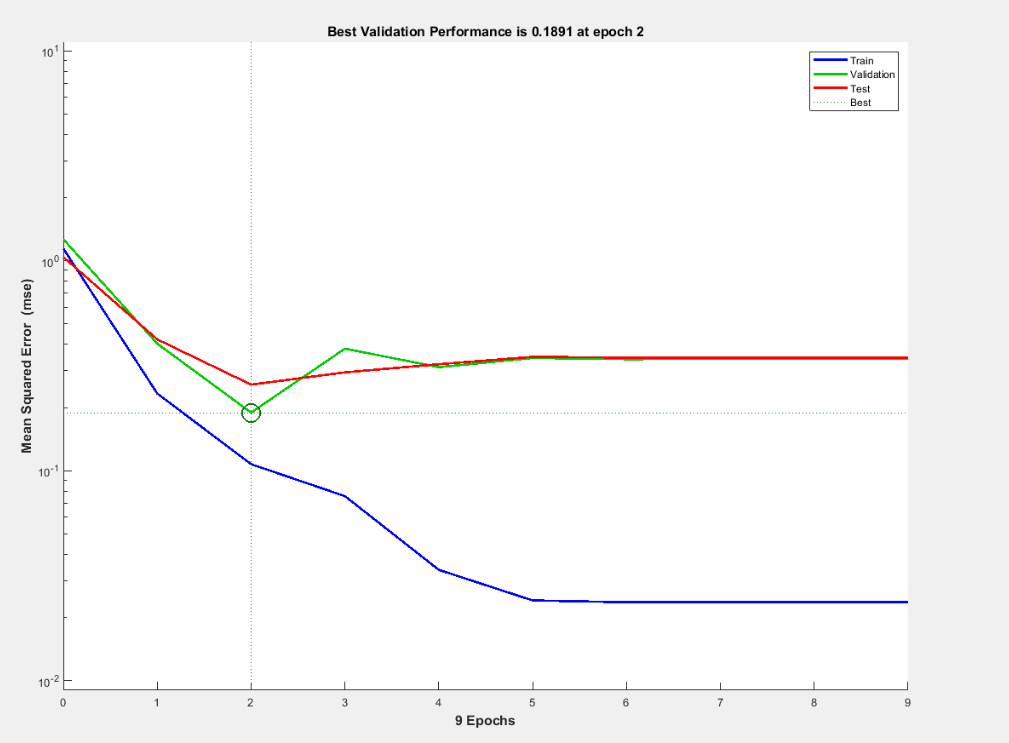 Best Validation Performance is 0.1891 at epoch 2
10^1
10^0
10^-1
10^-2
Mean Squared Error (mse)
Train
Validation
Test
Best
0 1 2 3 4 5 6 7 8 9
9 Epochs